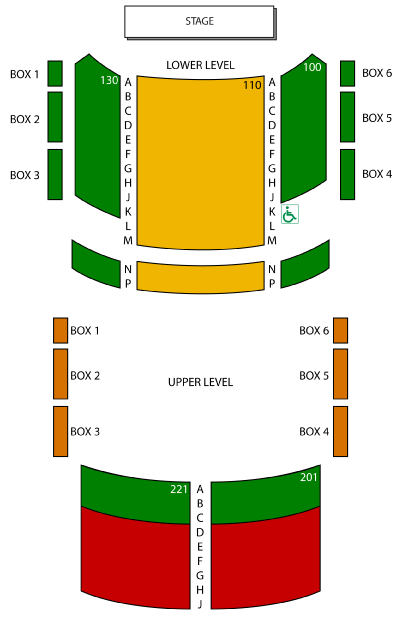 STAGE
LOWER LEVEL
BOX 1
130
110
100
BOX 6
A A
B B
C C
BOX 2
D D
BOX 5
E E
F F
G G
BOX 3
H H
BOX 4
J J
K K
L L
M M
N N
P P
BOX 1
BOX 6
BOX 2
UPPER LEVEL
BOX 5
BOX 3
BOX 4
221
A
201
B
C
D
E
F
G
H
J